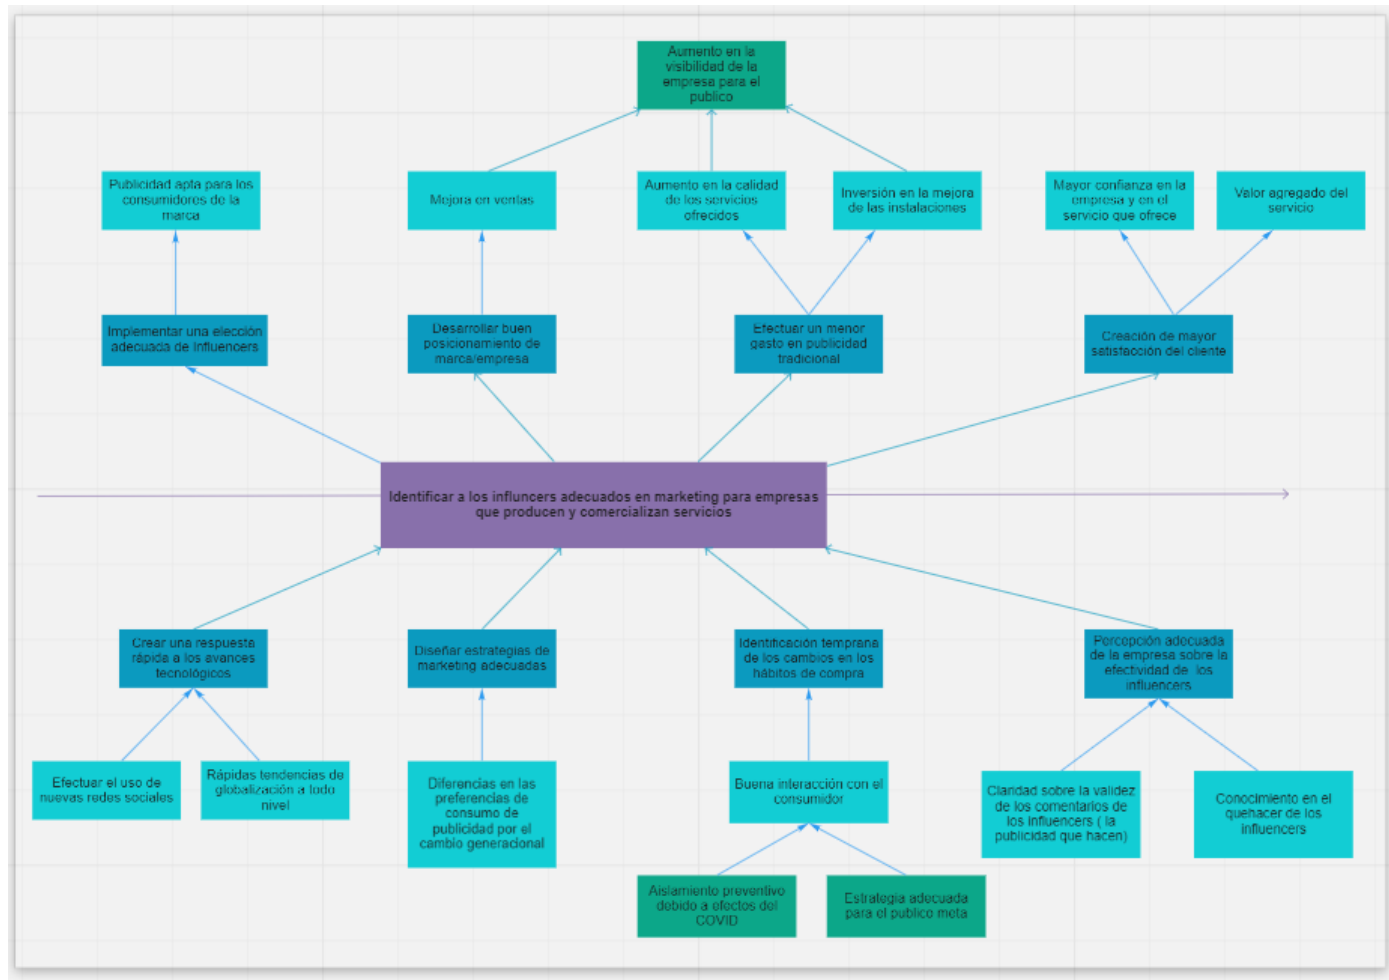 Aumento en la
visibilidad de la
empresa para el
publico
Publicidad apta para los
consumidores de la
marca
Mejora en ventas
Aumento en la calidad
de los servicios
ofrecidos
Inversión en la mejora
de las instalaciones
Mayor confianza en la
empresa y en el
servicio que ofrece
Valor agregado del
servicio
Implementar una elección
adecuada de Influencers
Desarrollar buen
posicionamiento de
marca/empresa
Efectuar un menor
gasto en publicidad
tradicional
Creación de mayor
satisfacción del cliente
Identificar a los influncers adecuados en marketing para empresas
que producen y comercializan servicios
Crear una respuesta
rápida a los avances
tecnológicos
Diseñar estrategias de
marketing adecuadas
Identificación temprana
de los cambios en los
hábitos de compra
Percepción adecuada
de la empresa sobre la
efectividad de los
influencers
Efectuar el uso de
nuevas redes sociales
Rápidas tendencias de
globalización a todo
nivel
Diferencias en las
preferencias de
consumo de
publicidad por el
cambio generacional
Buena interacción con el
consumidor
Claridad sobre la validez
de los comentarios de
los influencers ( la
publicidad que hacen)
Conocimiento en el
quehacer de los
influencers
Aislamiento preventivo
debido a efectos del
COVID
Estrategia adecuada
para el publico meta